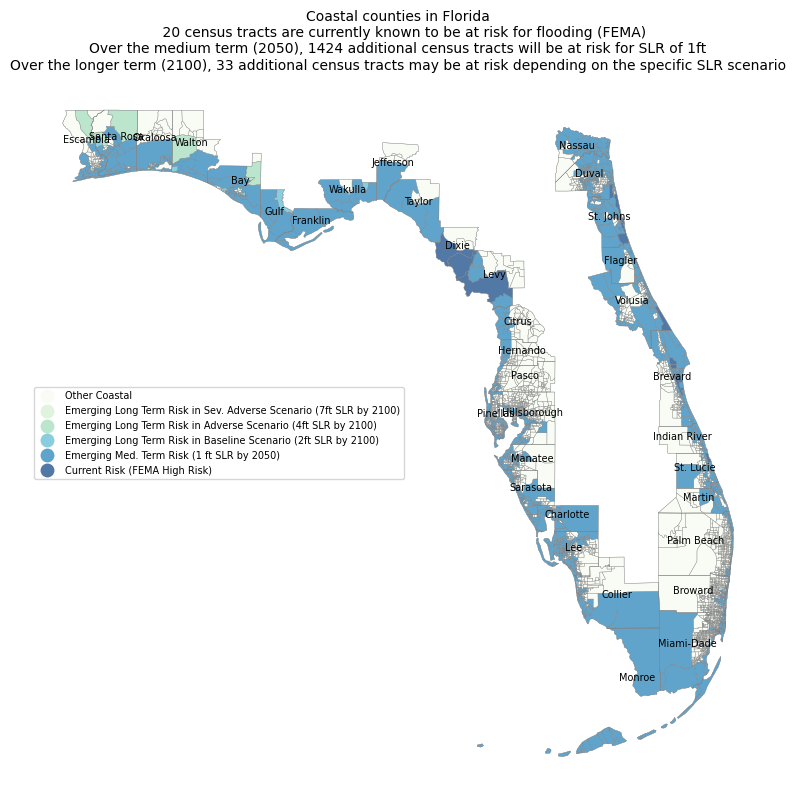 Coastal counties in Florida
20 census tracts are currently known to be at risk for flooding (FEMA)
Over the medium term (2050), 1424 additional census tracts will be at risk for SLR of 1ft
Over the longer term (2100), 33 additional census tracts may be at risk depending on the specific SLR scenario
Escambia
Santa Rosa
Okaloosa
Walton
Bay
Gulf
Franklin
Wakulla
Jefferson
Taylor
Dixie
Levy
Citrus
Hernando
Pasco
Pinellas
Hillsborough
Manatee
Sarasota
Charlotte
Lee
Collier
Monroe
Nassau
Duval
St. Johns
Flagler
Volusia
Brevard
Indian River
St. Lucie
Martin
Palm Beach
Broward
Miami-Dade
Other Coastal
Emerging Long Term Risk in Sev. Adverse Scenario (7ft SLR by 2100)
Emerging Long Term Risk in Adverse Scenario (4ft SLR by 2100)
Emerging Long Term Risk in Baseline Scenario (2ft SLR by 2100)
Emerging Med. Term Risk (1 ft SLR by 2050)
Current Risk (FEMA High Risk)